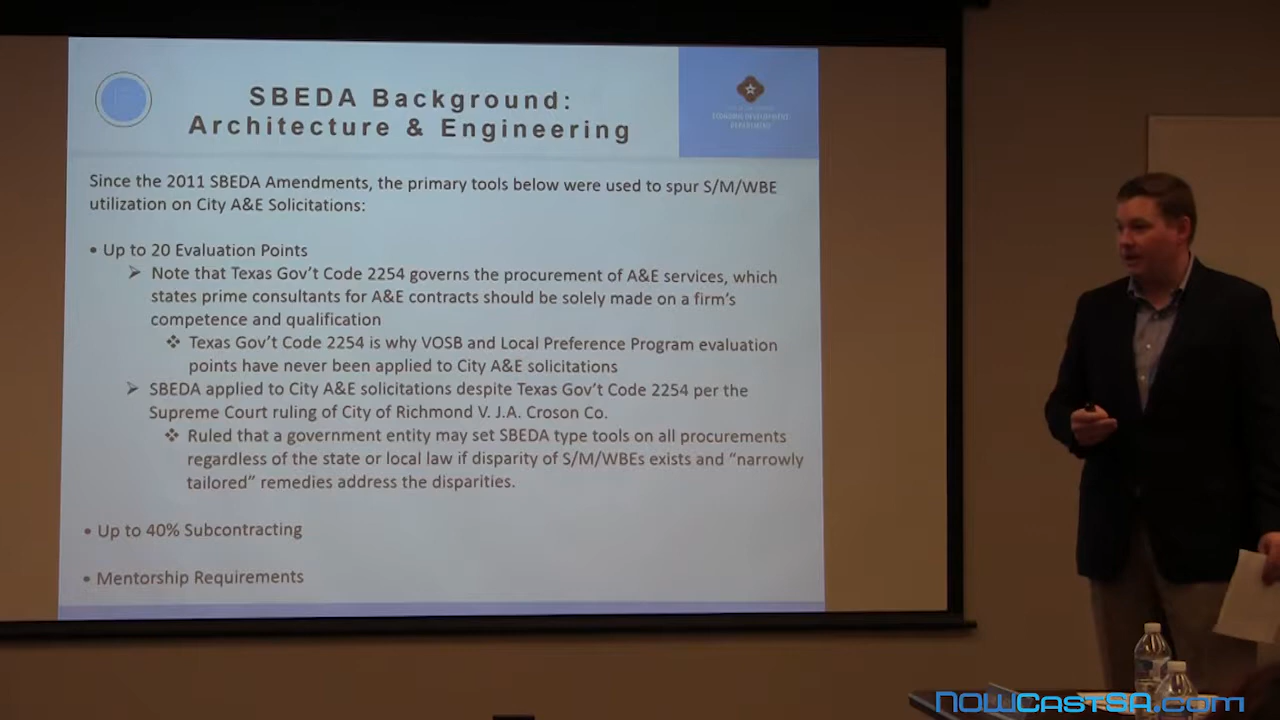 SBEDA Background:
Architecture & Engineering
ECONOMIC DEVELOPMENT
DEPARTMENT
Since the 2011 SBEDA Amendments, the primary tools below were used to spur S/M/WBE
utilization on City A&E Solicitations:
• Up to 20 Evaluation Points
➢ Note that Texas Gov't Code 2254 governs the procurement of A&E services, which
states prime consultants for A&E contracts should be solely made on a firm's
competence and qualification
❖ Texas Gov't Code 2254 is why VOSB and Local Preference Program evaluation
points have never been applied to City A&E solicitations
➢ SBEDA applied to City A&E solicitations despite Texas Gov't Code 2254 per the
Supreme Court ruling of City of Richmond V. J.A. Croson Co.
❖ Ruled that a government entity may set SBEDA type tools on all procurements
regardless of the state or local law if disparity of S/M/WBEs exists and “narrowly
tailored” remedies address the disparities.
• Up to 40% Subcontracting
• Mentorship Requirements
NOWCastSA.com